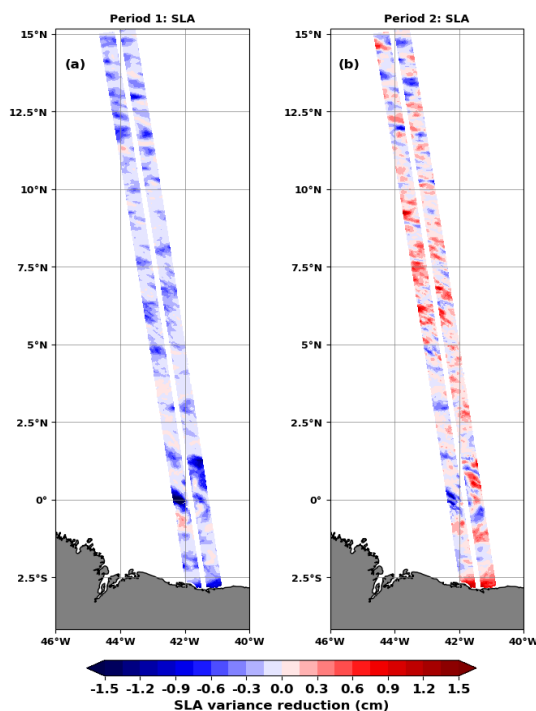 Period 1: SLA
Period 2: SLA
15°N
12.5°N
10°N
7.5°N
5°N
2.5°N
0°
2.5°S
(a)
46°W
44°W
42°W
40°W
15°N
12.5°N
10°N
7.5°N
5°N
2.5°N
0°
2.5°S
(b)
46°W
44°W
42°W
40°W
-1.5 -1.2 -0.9 -0.6 -0.3 0.0 0.3 0.6 0.9 1.2 1.5
SLA variance reduction (cm)